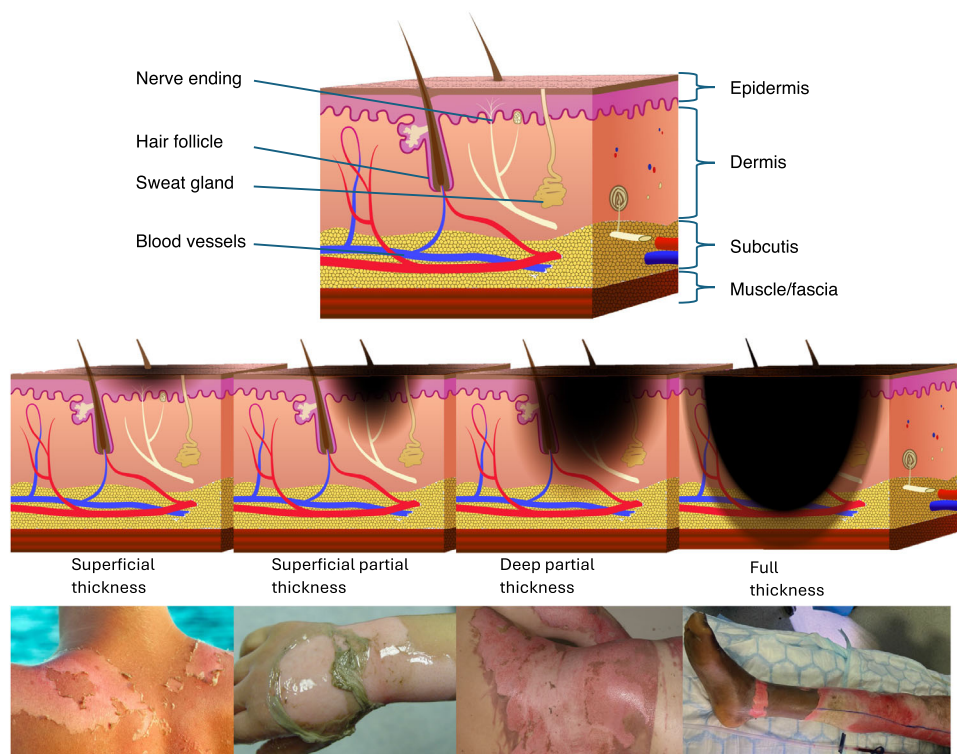 Nerve ending
Hair follicle
Sweat gland
Blood vessels
Epidermis
Dermis
Subcutis
Muscle/fascia
Superficial
thickness
Superficial partial
thickness
Deep partial
thickness
Full
thickness